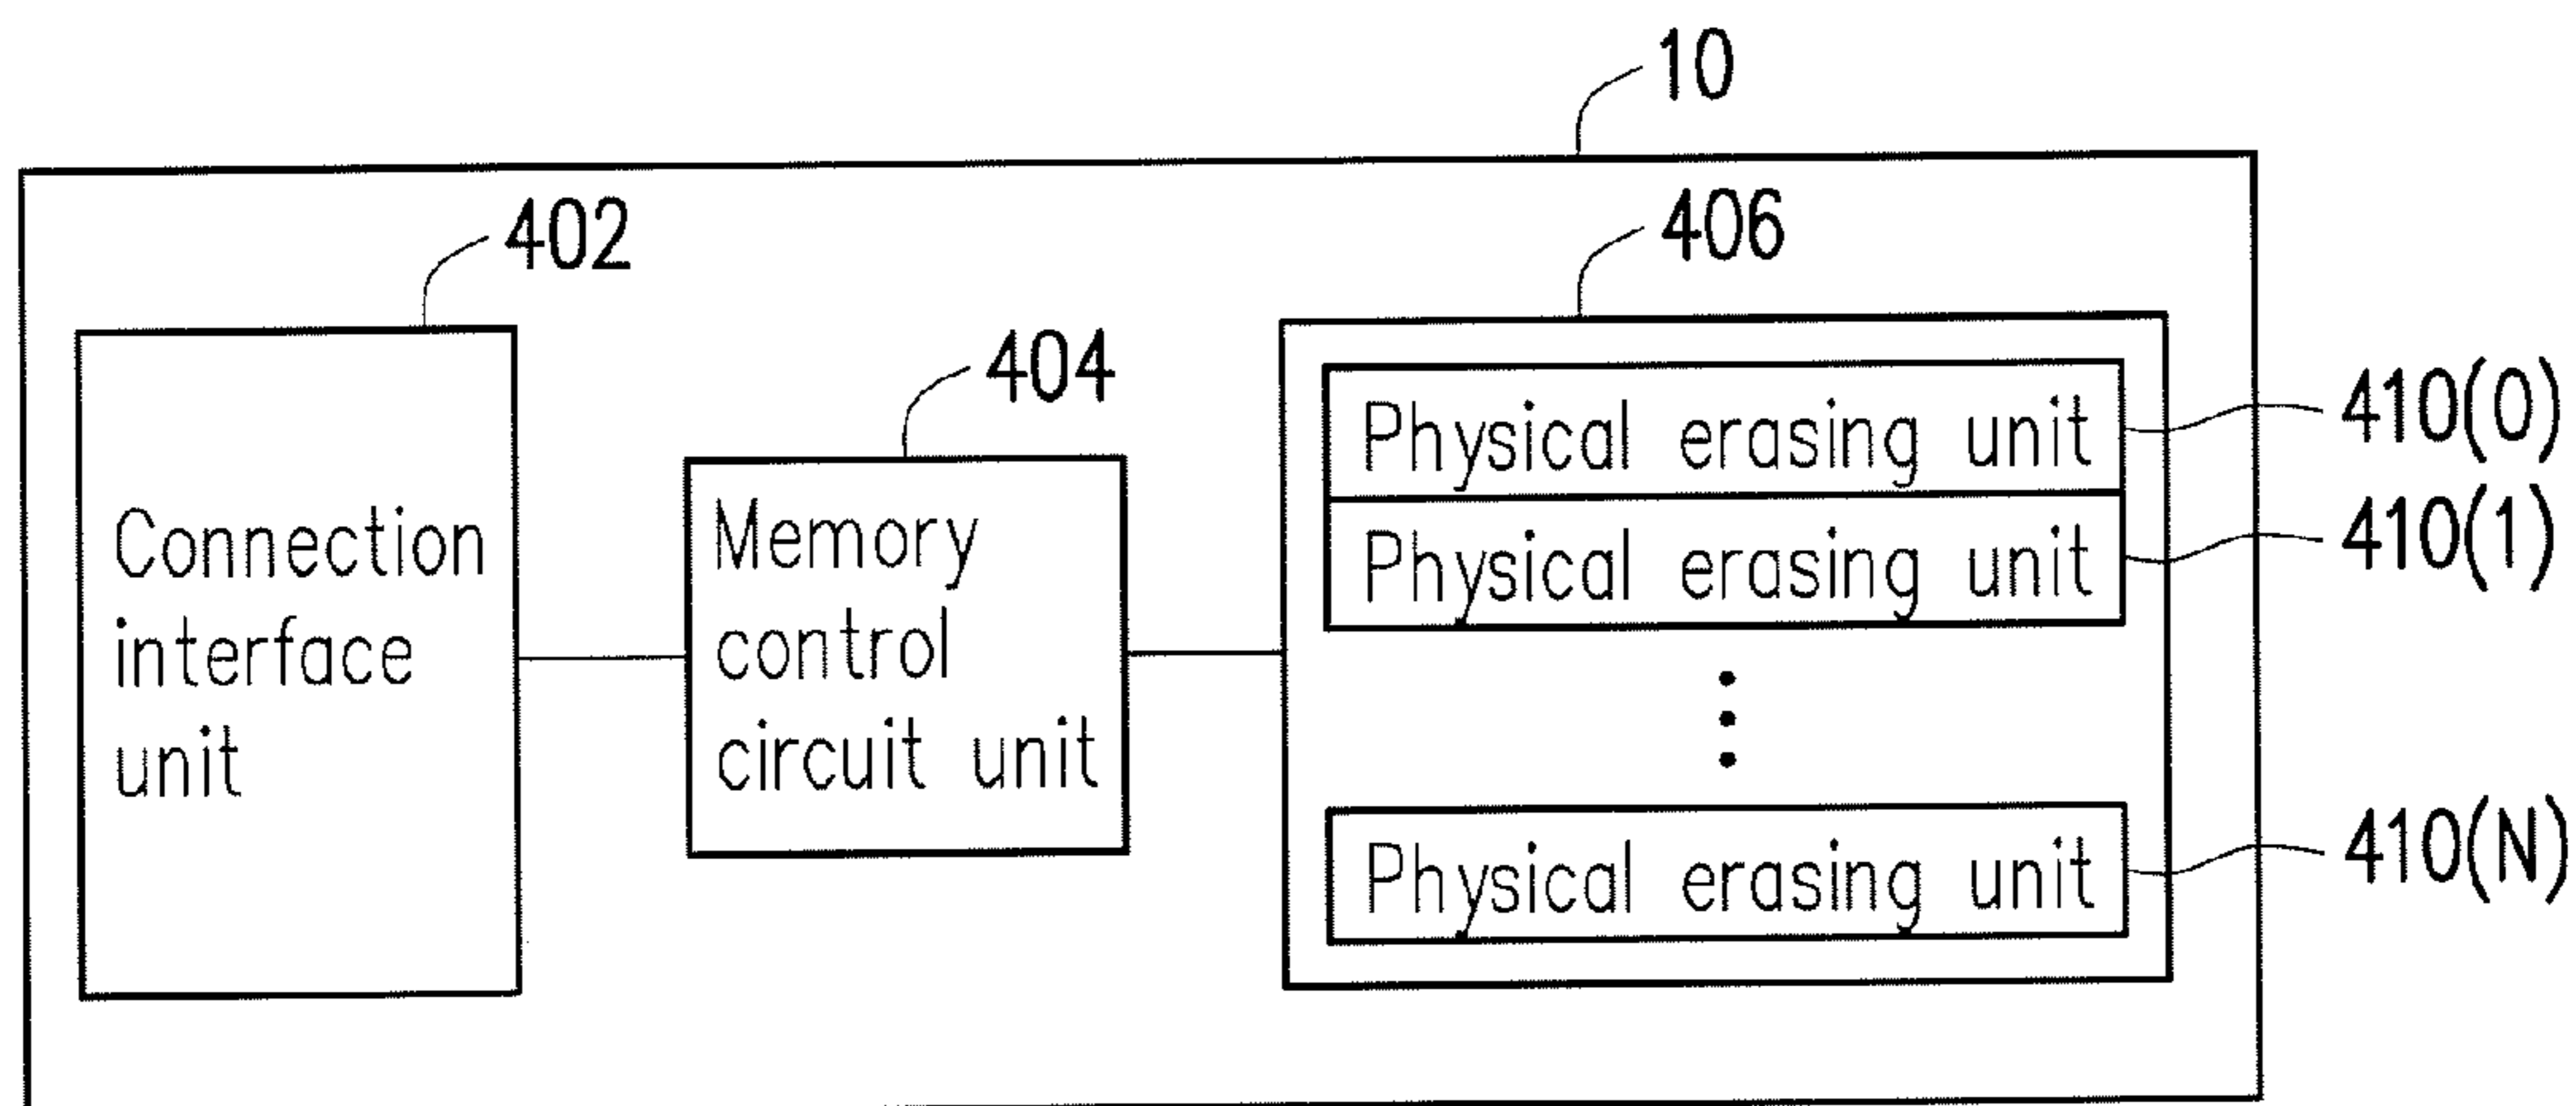 10
402
406
404
Physical erasing unit
410(0)
Physical erasing unit
410(1)
Connection
interface
unit
Memory
control
circuit unit
Physical erasing unit
410(N)